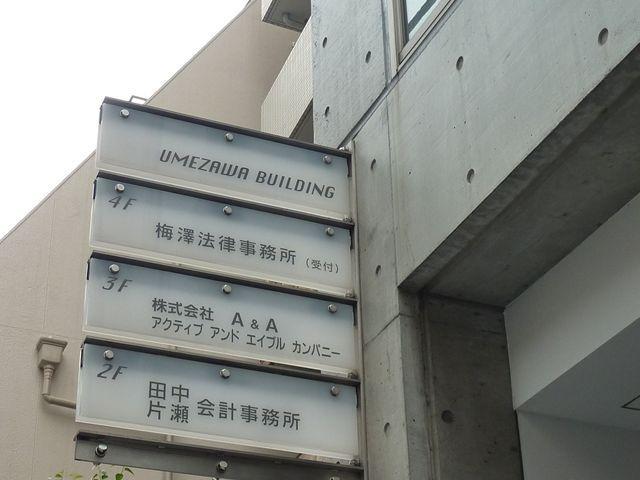 UMEZAWA BUILDING
4F
梅澤法律事務所 (受付)
3F
株式会社 A & A
アクティブ アンド エイブル カンパニー
2F
田中
片瀬 会計事務所